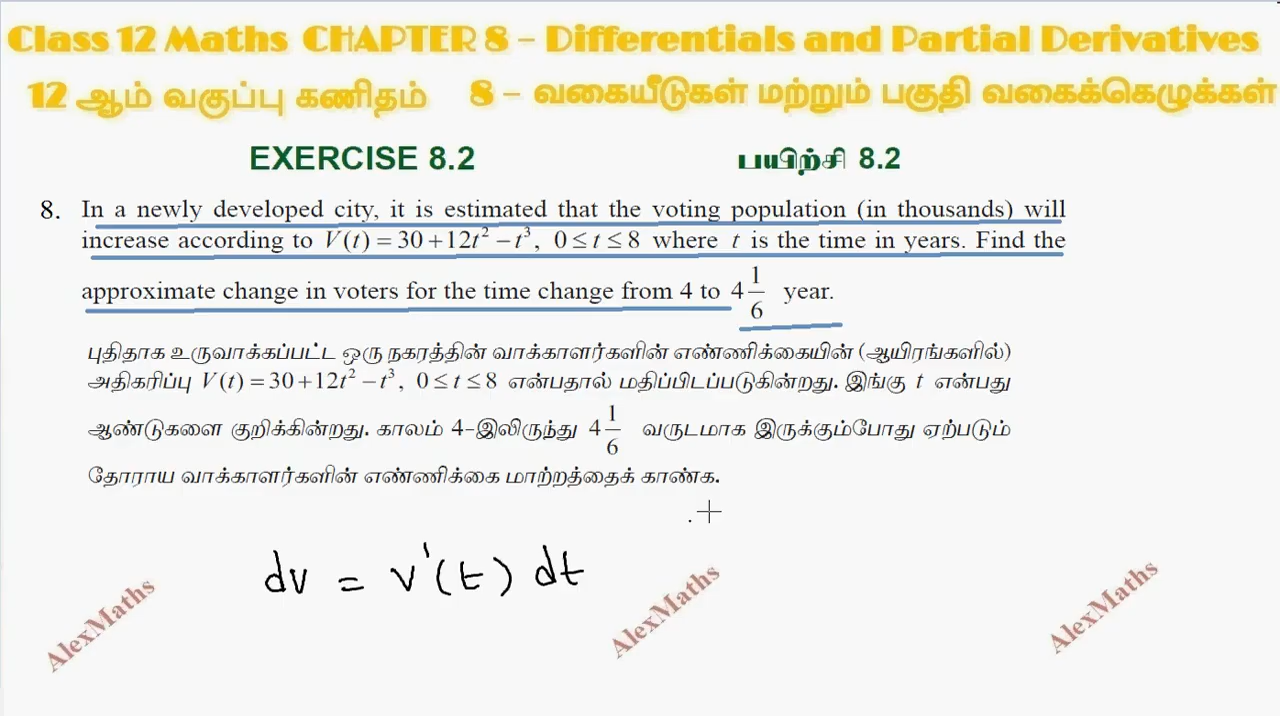 Class 12 Maths CHAPTER 8 – Differentials and Partial Derivatives
12 ஆம் வகுப்பு கணிதம் 8 – வகையீடுகள் மற்றும் பகுதி வகைக்கெழுக்கள்
EXERCISE 8.2 பயிற்சி 8.2
8. In a newly developed city, it is estimated that the voting population (in thousands) will
increase according to V(t) = 30+12t² −t³, 0≤t≤8 where t is the time in years. Find the
approximate change in voters for the time change from 4 to 4 1/6 year.
புதிதாக உருவாக்கப்பட்ட ஒரு நகரத்தின் வாக்காளர்களின் எண்ணிக்கையின் (ஆயிரங்களில்)
அதிகரிப்பு V(t) = 30+12t² −t³, 0≤t≤8 என்பதால் மதிப்பிடப்படுகின்றது. இங்கு t என்பது
ஆண்டுகளை குறிக்கின்றது. காலம் 4-இலிருந்து 4 1/6 வருடமாக இருக்கும்போது ஏற்படும்
தோராய வாக்காளர்களின் எண்ணிக்கை மாற்றத்தைக் காண்க.
dv = v'(t) dt
AlexMaths AlexMaths AlexMaths